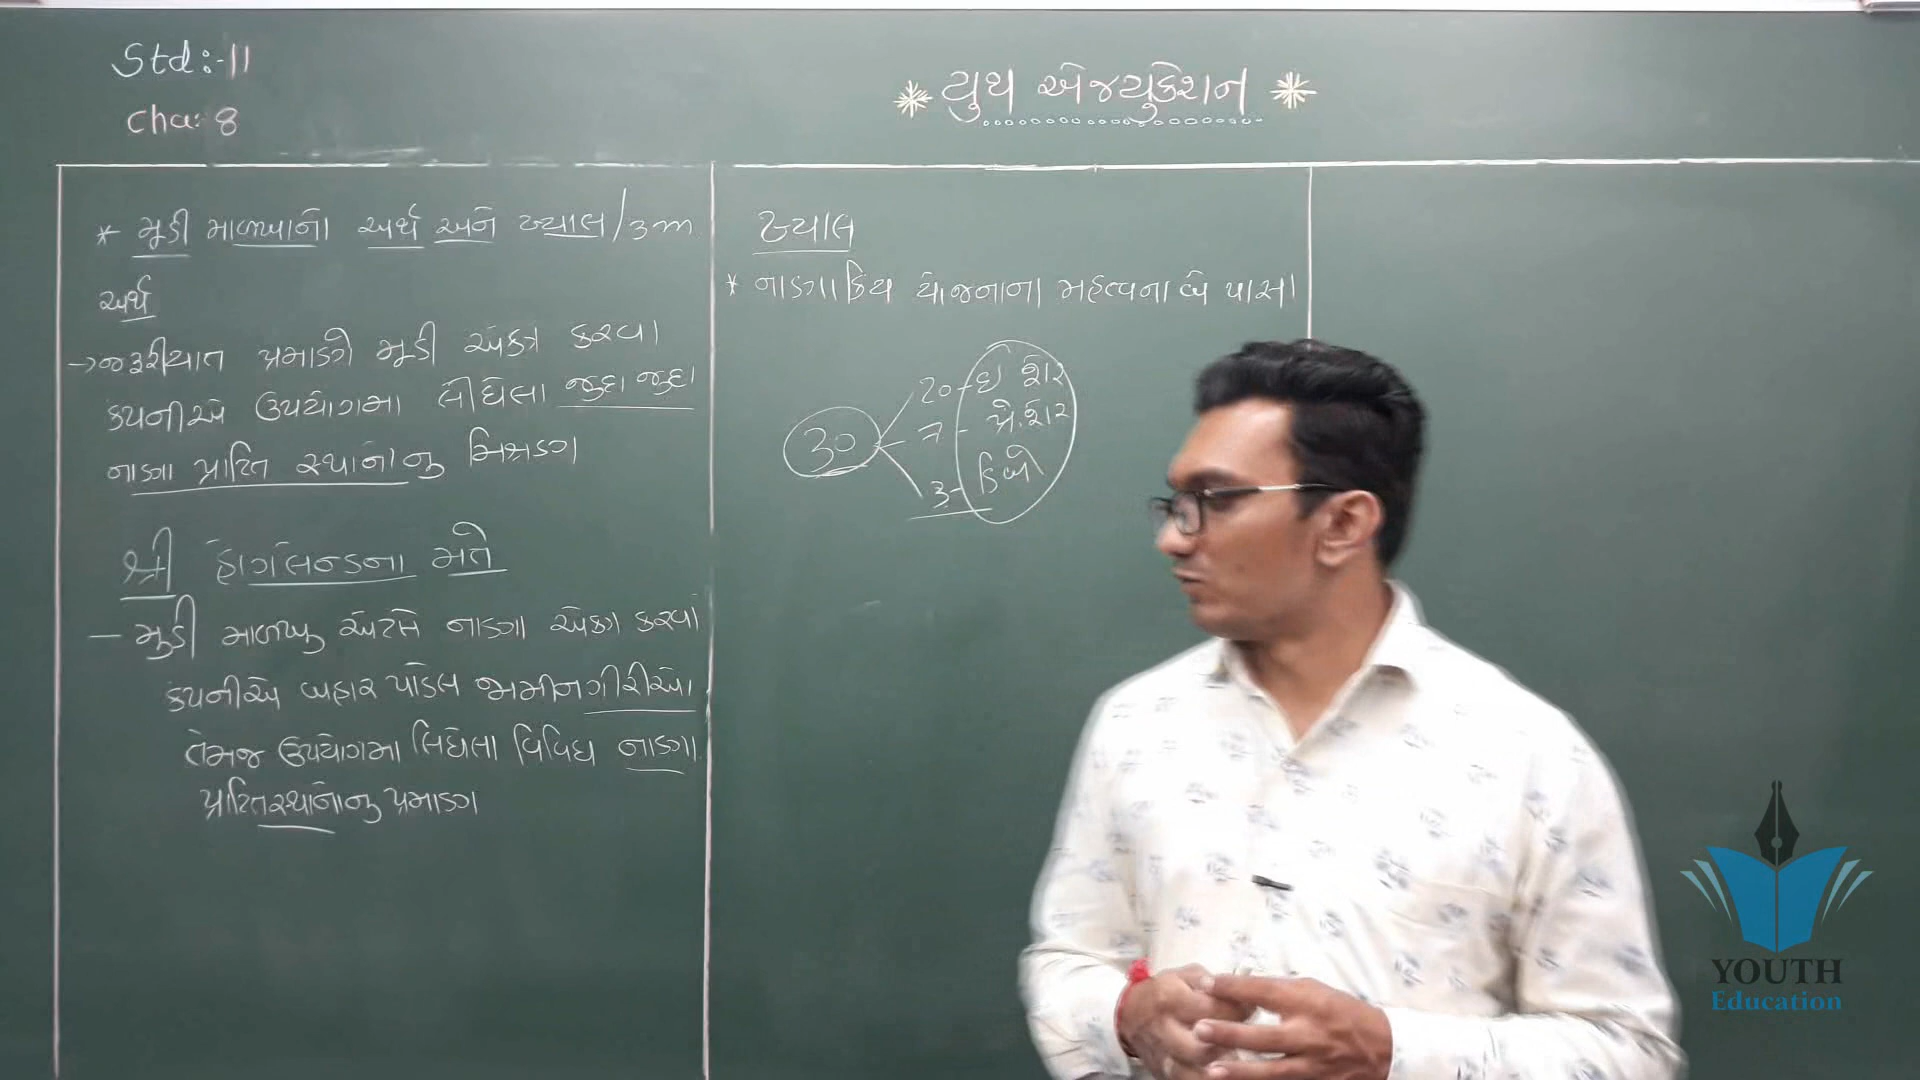 Std:-11
Cha: 8
* યુથ એજ્યુકેશન *
* મૂડી માળખાનો અર્થ અને ખ્યાલ / 3m
અર્થ
→ જરૂરીયાત પ્રમાણે મૂડી એકત્ર કરવા
કંપનીએ ઉપયોગમાં લીધેલા જુદા જુદા
નાણા પ્રાપ્તિ સ્થાનોનુ મિશ્રણ
શ્રી હાગલેન્ડના મતે
– મૂડી માળખુ એટલે નાણા એકત્ર કરવા
કંપનીએ બહાર પાડેલ જામીનગીરીઓ
તેમજ ઉપયોગમા લિધેલા વિવિધ નાણા
પ્રાપ્તિસ્થાનોનુ પ્રમાણ
ખ્યાલ
* નાણાકિય યોજનાના મહત્વના બે પાસા
30
20 - ઇ શેર
7 - પ્રે. શેર
3 - ડિબે
YOUTH
Education